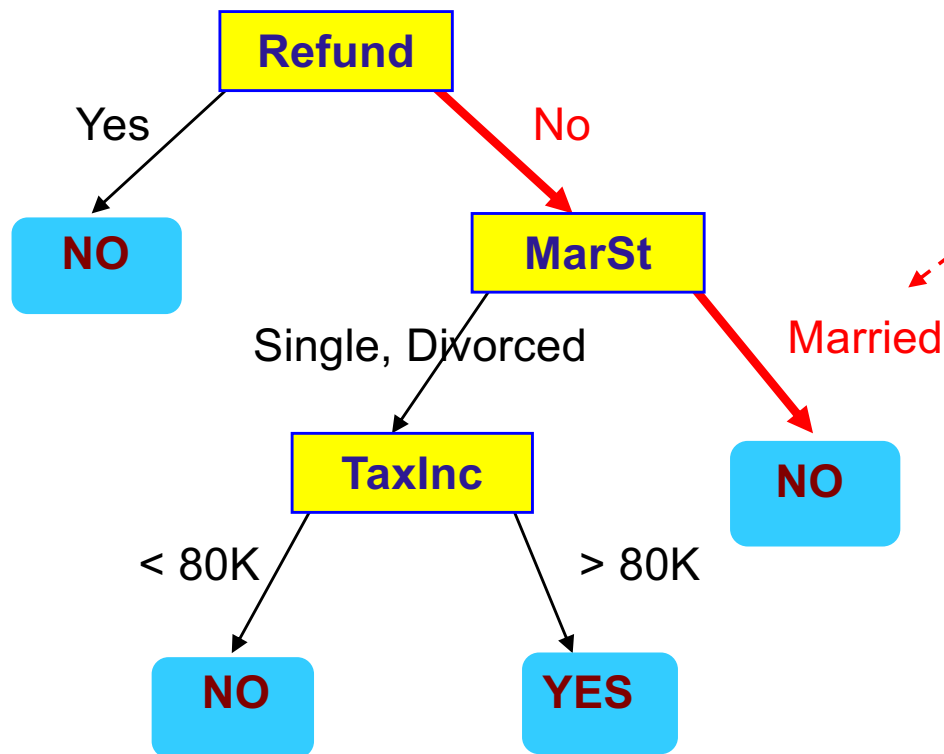 Refund
Yes
No
NO
MarSt
Single, Divorced
Married
TaxInc
NO
< 80K
> 80K
NO
YES